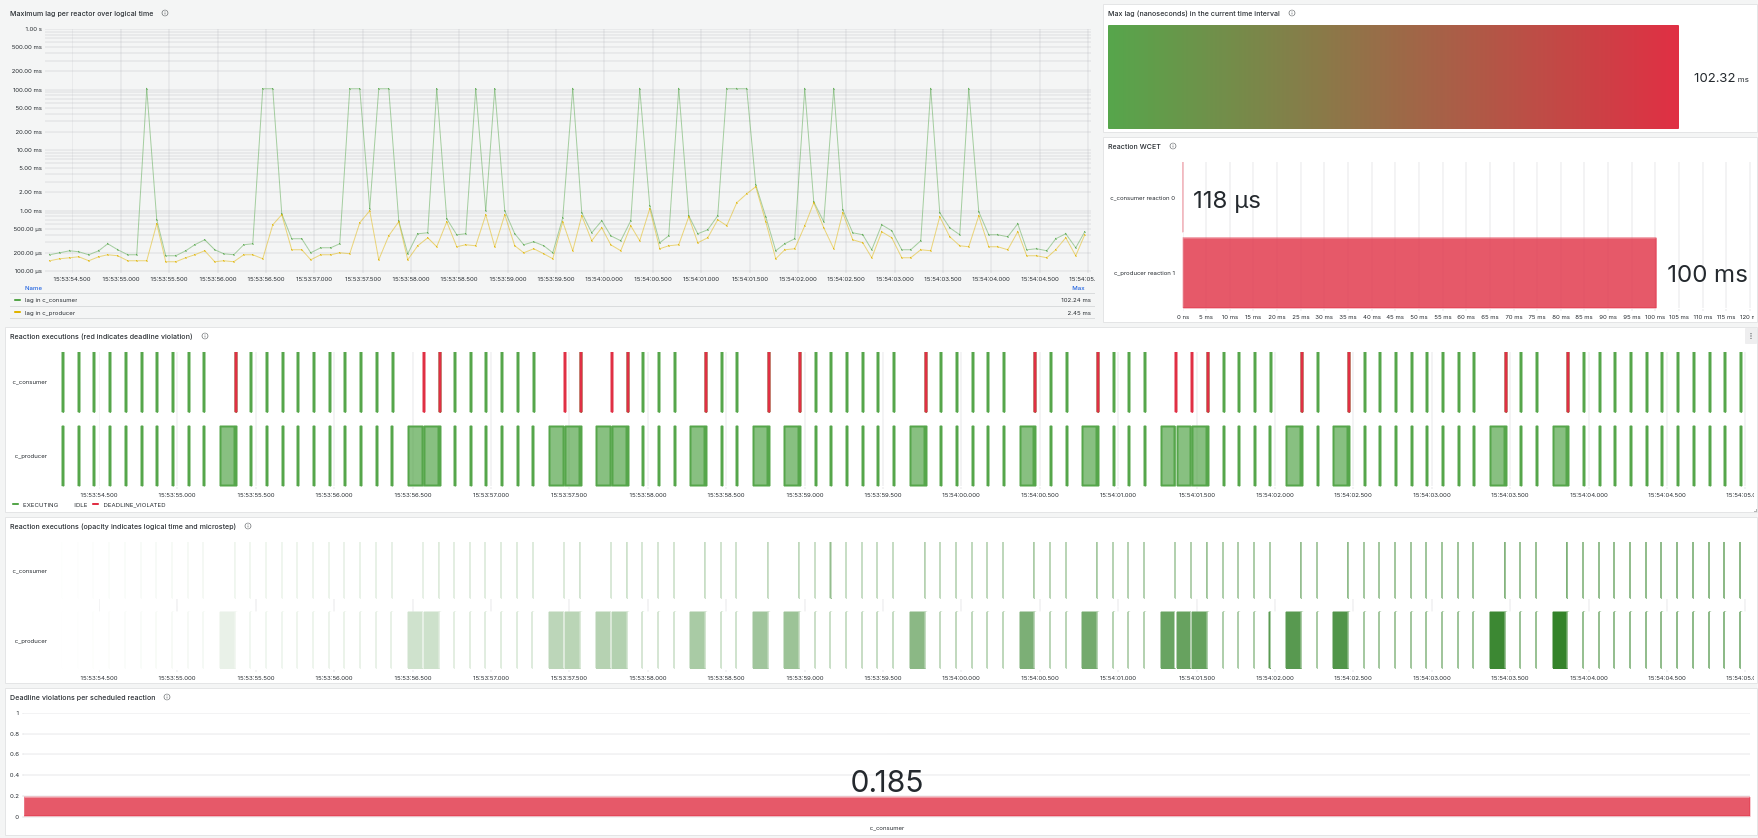 Maximum lag per reactor over logical time
1.00 s
500.00 ms
200.00 ms
100.00 ms
50.00 ms
20.00 ms
10.00 ms
5.00 ms
2.00 ms
1.00 ms
500.00 µs
200.00 µs
100.00 µs
15:53:54.500 15:53:55.000 15:53:55.500 15:53:56.000 15:53:56.500 15:53:57.000 15:53:57.500 15:53:58.000 15:53:58.500 15:53:59.000 15:53:59.500 15:54:00.000 15:54:00.500 15:54:01.000 15:54:01.500 15:54:02.000 15:54:02.500 15:54:03.000 15:54:03.500 15:54:04.000 15:54:04.500 15:54:05.
Name Max
lag in c_consumer 102.24 ms
lag in c_producer 2.45 ms
Max lag (nanoseconds) in the current time interval
102.32 ms
Reaction WCET
c_consumer reaction 0
118 µs
c_producer reaction 1
100 ms
0 ns 5 ms 10 ms 15 ms 20 ms 25 ms 30 ms 35 ms 40 ms 45 ms 50 ms 55 ms 60 ms 65 ms 70 ms 75 ms 80 ms 85 ms 90 ms 95 ms 100 ms 105 ms 110 ms 115 ms 120 r
Reaction executions (red indicates deadline violation)
c_consumer
c_producer
15:53:54.500 15:53:55.000 15:53:55.500 15:53:56.000 15:53:56.500 15:53:57.000 15:53:57.500 15:53:58.000 15:53:58.500 15:53:59.000 15:53:59.500 15:54:00.000 15:54:00.500 15:54:01.000 15:54:01.500 15:54:02.000 15:54:02.500 15:54:03.000 15:54:03.500 15:54:04.000 15:54:04.500 15:54:05.(
EXECUTING IDLE DEADLINE_VIOLATED
Reaction executions (opacity indicates logical time and microstep)
c_consumer
c_producer
15:53:54.500 15:53:55.000 15:53:55.500 15:53:56.000 15:53:56.500 15:53:57.000 15:53:57.500 15:53:58.000 15:53:58.500 15:53:59.000 15:53:59.500 15:54:00.000 15:54:00.500 15:54:01.000 15:54:01.500 15:54:02.000 15:54:02.500 15:54:03.000 15:54:03.500 15:54:04.000 15:54:04.500 15:54:05.(
Deadline violations per scheduled reaction
1
0.8
0.6
0.4
0.2
0
0.185
c_consumer